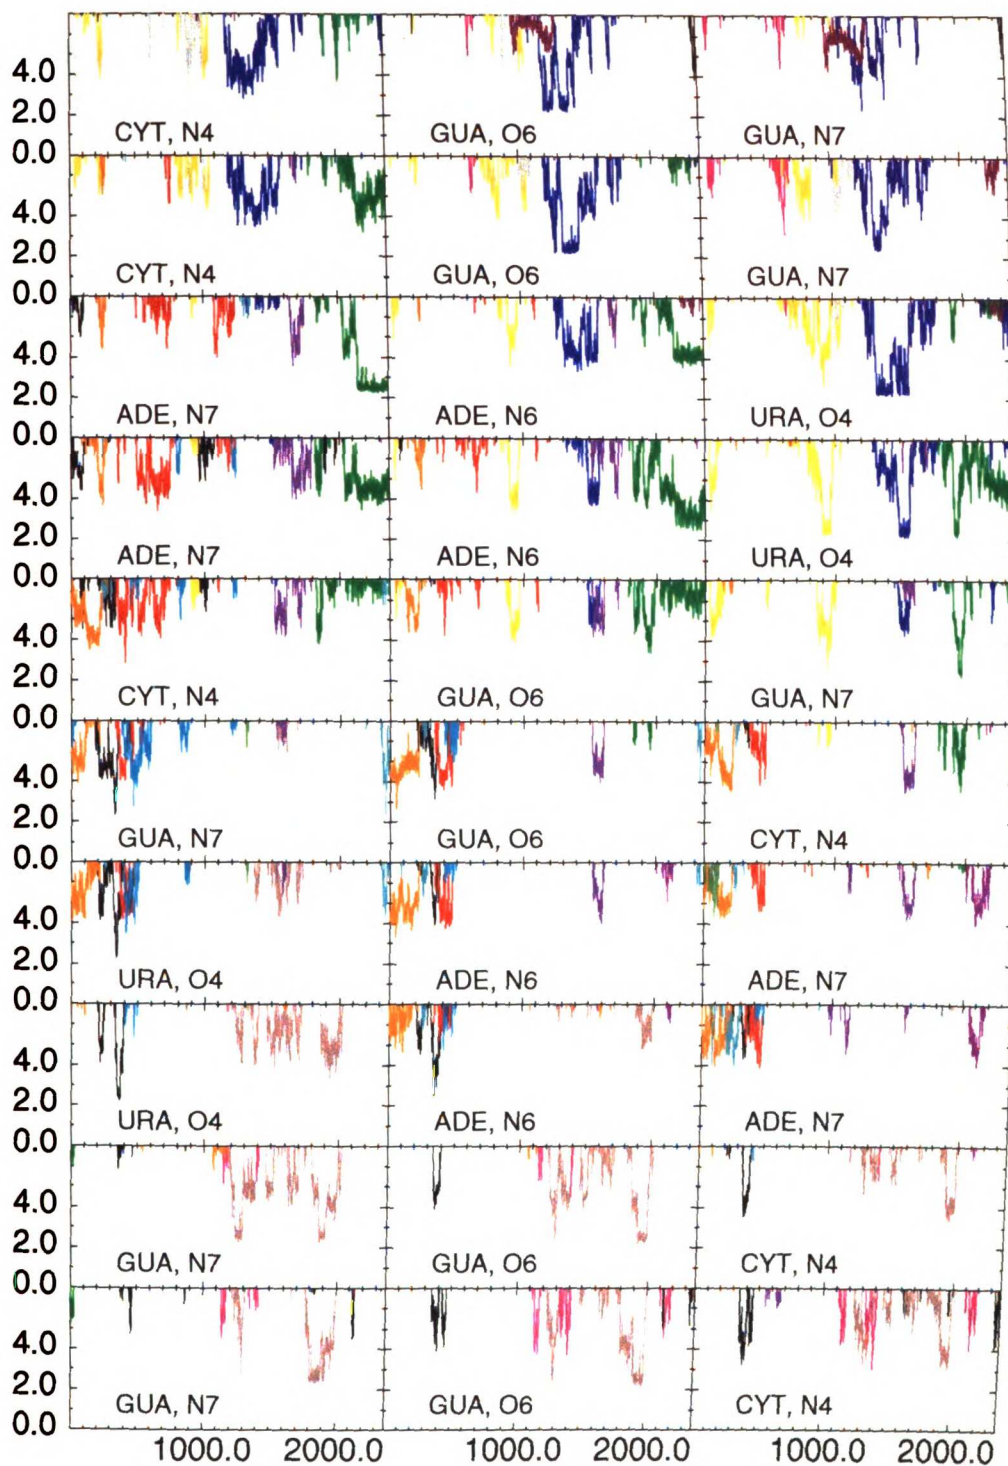 4.0
2.0
CYT, N4 GUA, O6 GUA, N7
0.0
4.0
2.0
CYT, N4 GUA, O6 GUA, N7
0.0
4.0
2.0
ADE, N7 ADE, N6 URA, O4
0.0
4.0
2.0
ADE, N7 ADE, N6 URA, O4
0.0
4.0
2.0
CYT, N4 GUA, O6 GUA, N7
0.0
4.0
2.0
GUA, N7 GUA, O6 CYT, N4
0.0
4.0
2.0
URA, O4 ADE, N6 ADE, N7
0.0
4.0
2.0
URA, O4 ADE, N6 ADE, N7
0.0
4.0
2.0
GUA, N7 GUA, O6 CYT, N4
0.0
4.0
2.0
GUA, N7 GUA, O6 CYT, N4
0.0
1000.0 2000.0 1000.0 2000.0 1000.0 2000.0